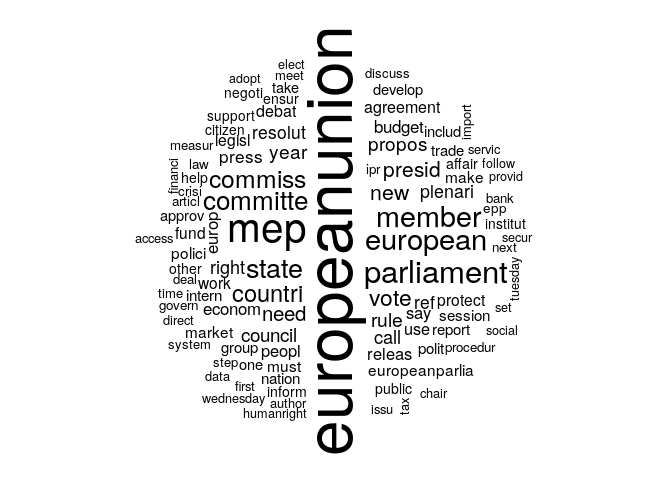 elect
adopt
meet
discuss
negoti
take
develop
ensur
support
debat
agreement
import
citizen
legisl
resolut
budget
includ
measur
press
year
propos
trade
servic
financi
law
help
commiss
ipr
presid
affair
follow
crisi
make
provid
articl
committe
new
plenari
bank
approv
europ
mep
europeanunion
member
epp
institut
access
fund
european
secur
polici
next
other
right
state
parliament
tuesday
deal
work
time
intern
countri
vote
ref
protect
govern
econom
need
rule
say
session
set
direct
market
council
call
use
report
social
system
group
peopl
releas
polit
procedur
step
one
must
europeanparlia
data
nation
first
inform
public
chair
wednesday
author
issu
tax
humanright